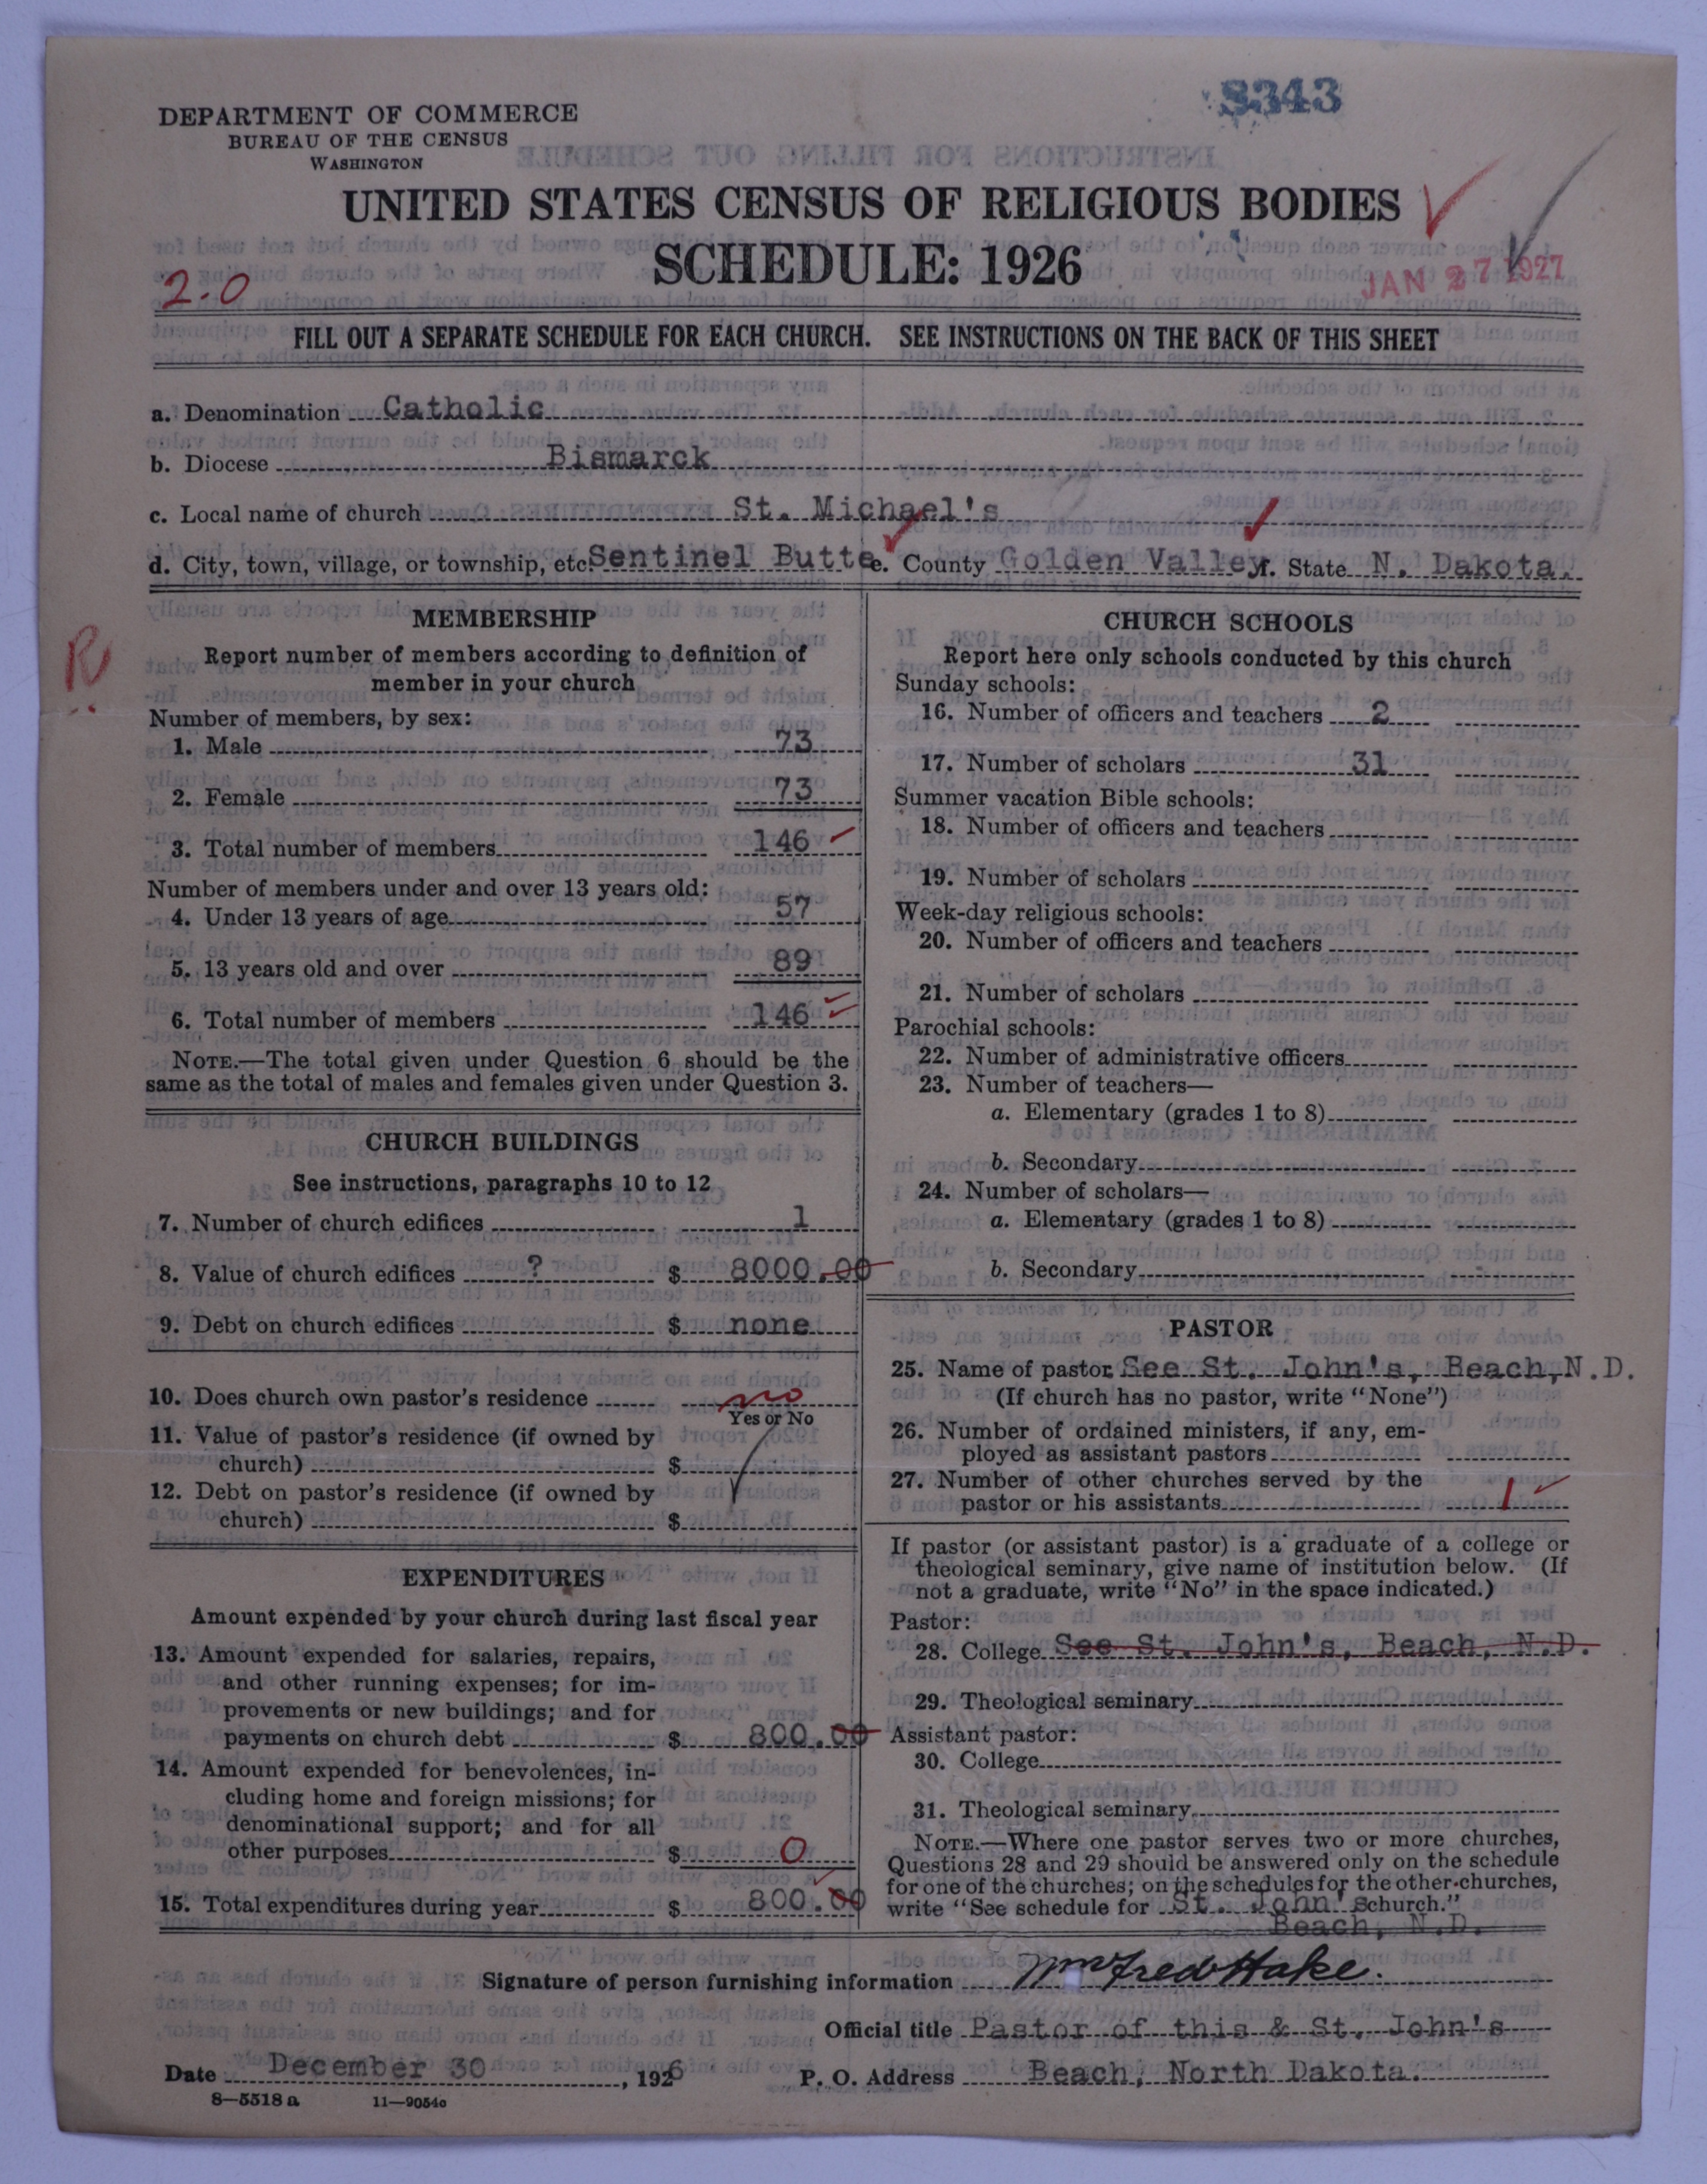 8343
DEPARTMENT OF COMMERCE
BUREAU OF THE CENSUS
WASHINGTON
UNITED STATES CENSUS OF RELIGIOUS BODIES
SCHEDULE: 1926
JAN 27 1927
2.0
FILL OUT A SEPARATE SCHEDULE FOR EACH CHURCH. SEE INSTRUCTIONS ON THE BACK OF THIS SHEET
a. Denomination Catholic
b. Diocese Bismarck
c. Local name of church St. Michael's
d. City, town, village, or township, etc. Sentinel Butte e. County Golden Valley f. State N. Dakota.
R
MEMBERSHIP
Report number of members according to definition of
member in your church
Number of members, by sex:
1. Male 73
2. Female 73
3. Total number of members 146
Number of members under and over 13 years old:
4. Under 13 years of age 57
5. 13 years old and over 89
6. Total number of members 146
NOTE.—The total given under Question 6 should be the
same as the total of males and females given under Question 3.
CHURCH BUILDINGS
See instructions, paragraphs 10 to 12
7. Number of church edifices 1
8. Value of church edifices ? $ 8000.00
9. Debt on church edifices $ none
10. Does church own pastor's residence no
Yes or No
11. Value of pastor's residence (if owned by
church) $
12. Debt on pastor's residence (if owned by
church) $
EXPENDITURES
Amount expended by your church during last fiscal year
13. Amount expended for salaries, repairs,
and other running expenses; for im-
provements or new buildings; and for
payments on church debt $ 800.00
14. Amount expended for benevolences, in-
cluding home and foreign missions; for
denominational support; and for all
other purposes $ 0
15. Total expenditures during year $ 800.00
CHURCH SCHOOLS
Report here only schools conducted by this church
Sunday schools:
16. Number of officers and teachers 2
17. Number of scholars 31
Summer vacation Bible schools:
18. Number of officers and teachers
19. Number of scholars
Week-day religious schools:
20. Number of officers and teachers
21. Number of scholars
Parochial schools:
22. Number of administrative officers
23. Number of teachers—
a. Elementary (grades 1 to 8)
b. Secondary
24. Number of scholars—
a. Elementary (grades 1 to 8)
b. Secondary
PASTOR
25. Name of pastor See St. John's, Beach, N.D.
(If church has no pastor, write "None")
26. Number of ordained ministers, if any, em-
ployed as assistant pastors
27. Number of other churches served by the
pastor or his assistants 1
If pastor (or assistant pastor) is a graduate of a college or
theological seminary, give name of institution below. (If
not a graduate, write "No" in the space indicated.)
Pastor:
28. College See St. John's, Beach, N.D.
29. Theological seminary
Assistant pastor:
30. College
31. Theological seminary
NOTE.—Where one pastor serves two or more churches,
Questions 28 and 29 should be answered only on the schedule
for one of the churches; on the schedules for the other churches,
write "See schedule for St. John's church."
Beach, N.D.
Signature of person furnishing information Wm Fred Hake.
Official title Pastor of this & St. John's
Date December 30, 1926 P. O. Address Beach, North Dakota.
8—5518 a 11—9054a